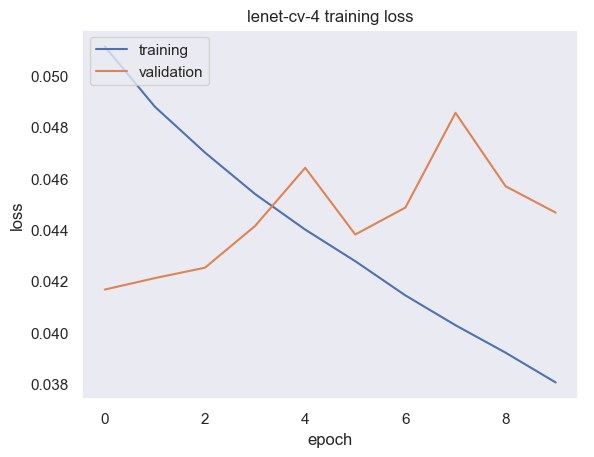 lenet-cv-4 training loss
training
validation
0.050
0.048
0.046
0.044
0.042
0.040
0.038
loss
0 2 4 6 8
epoch